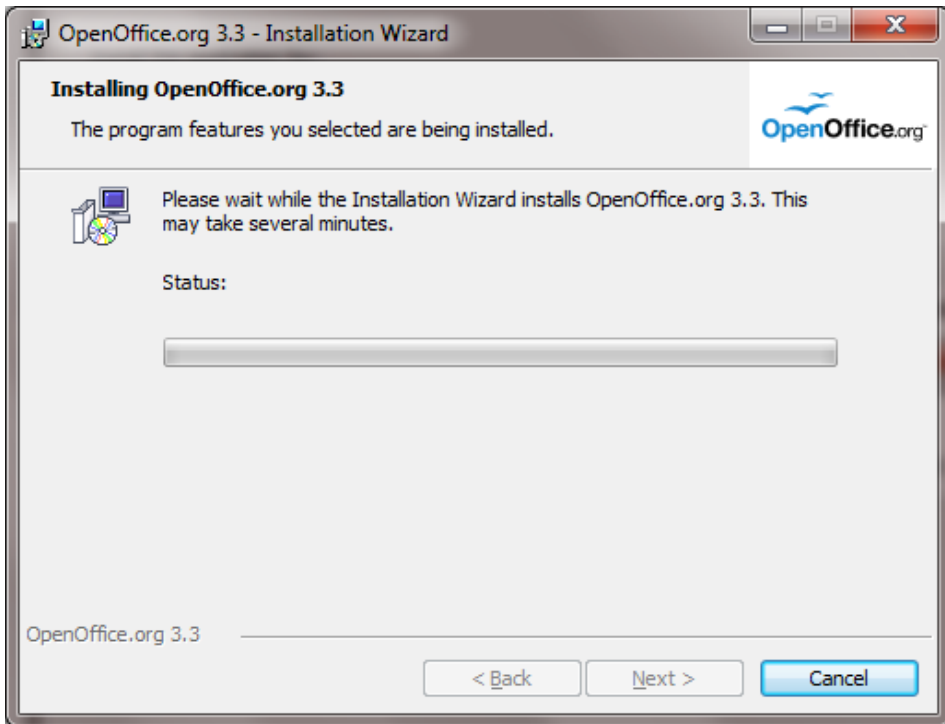 OpenOffice.org 3.3 - Installation Wizard
Installing OpenOffice.org 3.3
The program features you selected are being installed.
OpenOffice.org
Please wait while the Installation Wizard installs OpenOffice.org 3.3. This
may take several minutes.
Status:
OpenOffice.org 3.3
< Back
Next >
Cancel